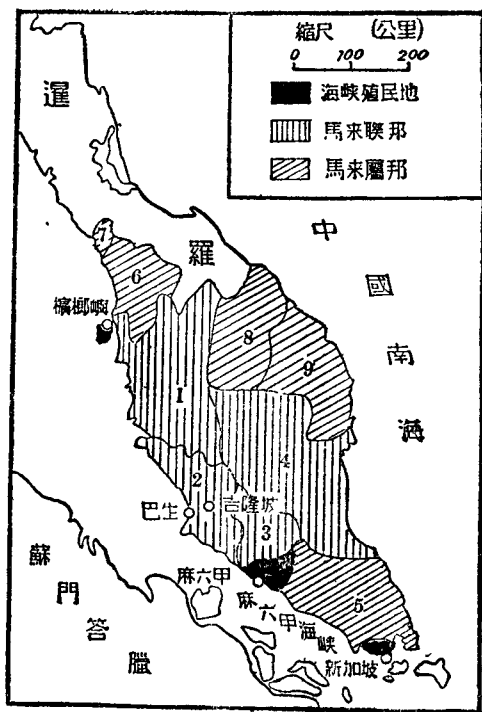 縮尺 (公里)
0 100 200
海峽殖民地
馬来聯邦
馬来屬邦
暹
羅
中國南海
檳榔嶼
7
6
8
9
1
4
2
吉隆坡
巴生
3
麻六甲
麻六甲海峽
5
新加坡
蘇門答臘